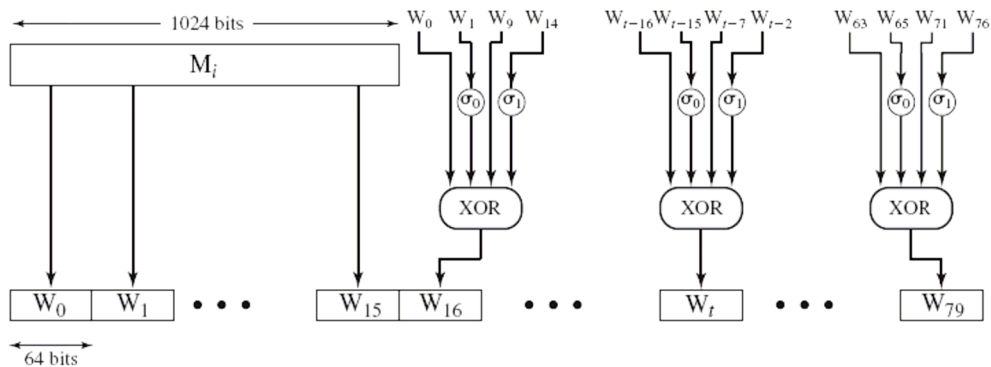 1024 bits
W0 W1 W9 W14
Wt−16 Wt−15 Wt−7 Wt−2
W63 W65 W71 W76
Mi
σ0 σ1
σ0 σ1
σ0 σ1
XOR
XOR
XOR
W0 W1 • • • W15 W16 • • • Wt • • • W79
64 bits